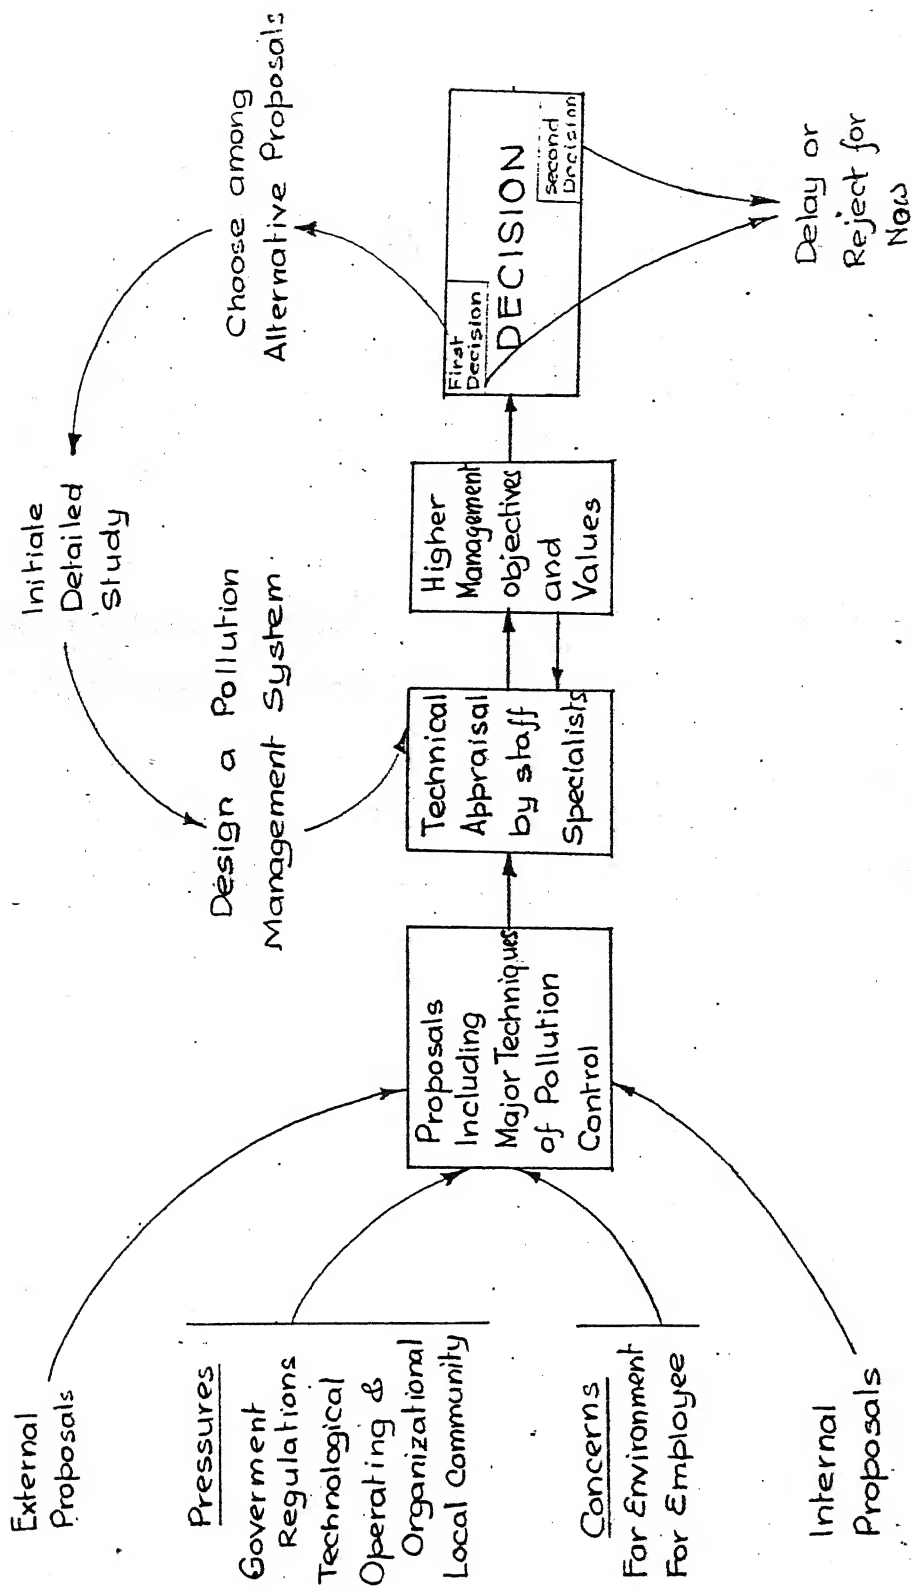 External
Proposals
Pressures
Goverment
Regulations
Technological
Operating &
Organizational
Local Community
Concerns
For Environment
For Employee
Internal
Proposals
Proposals
Including
Major Techniques
of Pollution
Control
Technical
Appraisal
by staff
Specialists
Higher
Management
objectives
and
Values
First
Decision
DECISION
Second
Decision
Choose among
Alternative Proposals
Initiate
Detailed
Study
Design a Pollution
Management System
Delay or
Reject for
Now